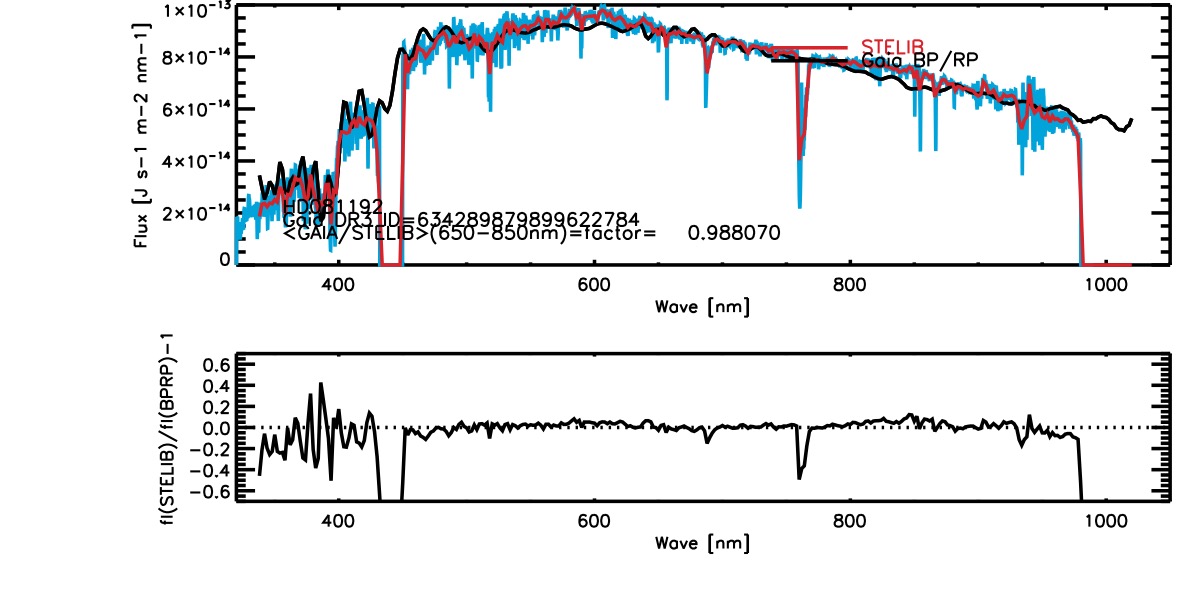 1×10−13
8×10−14
6×10−14
4×10−14
2×10−14
0
Flux [J s−1 m−2 nm−1]
STELIB
Gaia BP/RP
HD081192
Gaia DR3 ID=634289879899622784
<GAIA/STELIB>(650−850nm)=factor= 0.988070
400 600 800 1000
Wave [nm]
0.6
0.4
0.2
0.0
−0.2
−0.4
−0.6
fl(STELIB)/fl(BPRP)−1
400 600 800 1000
Wave [nm]